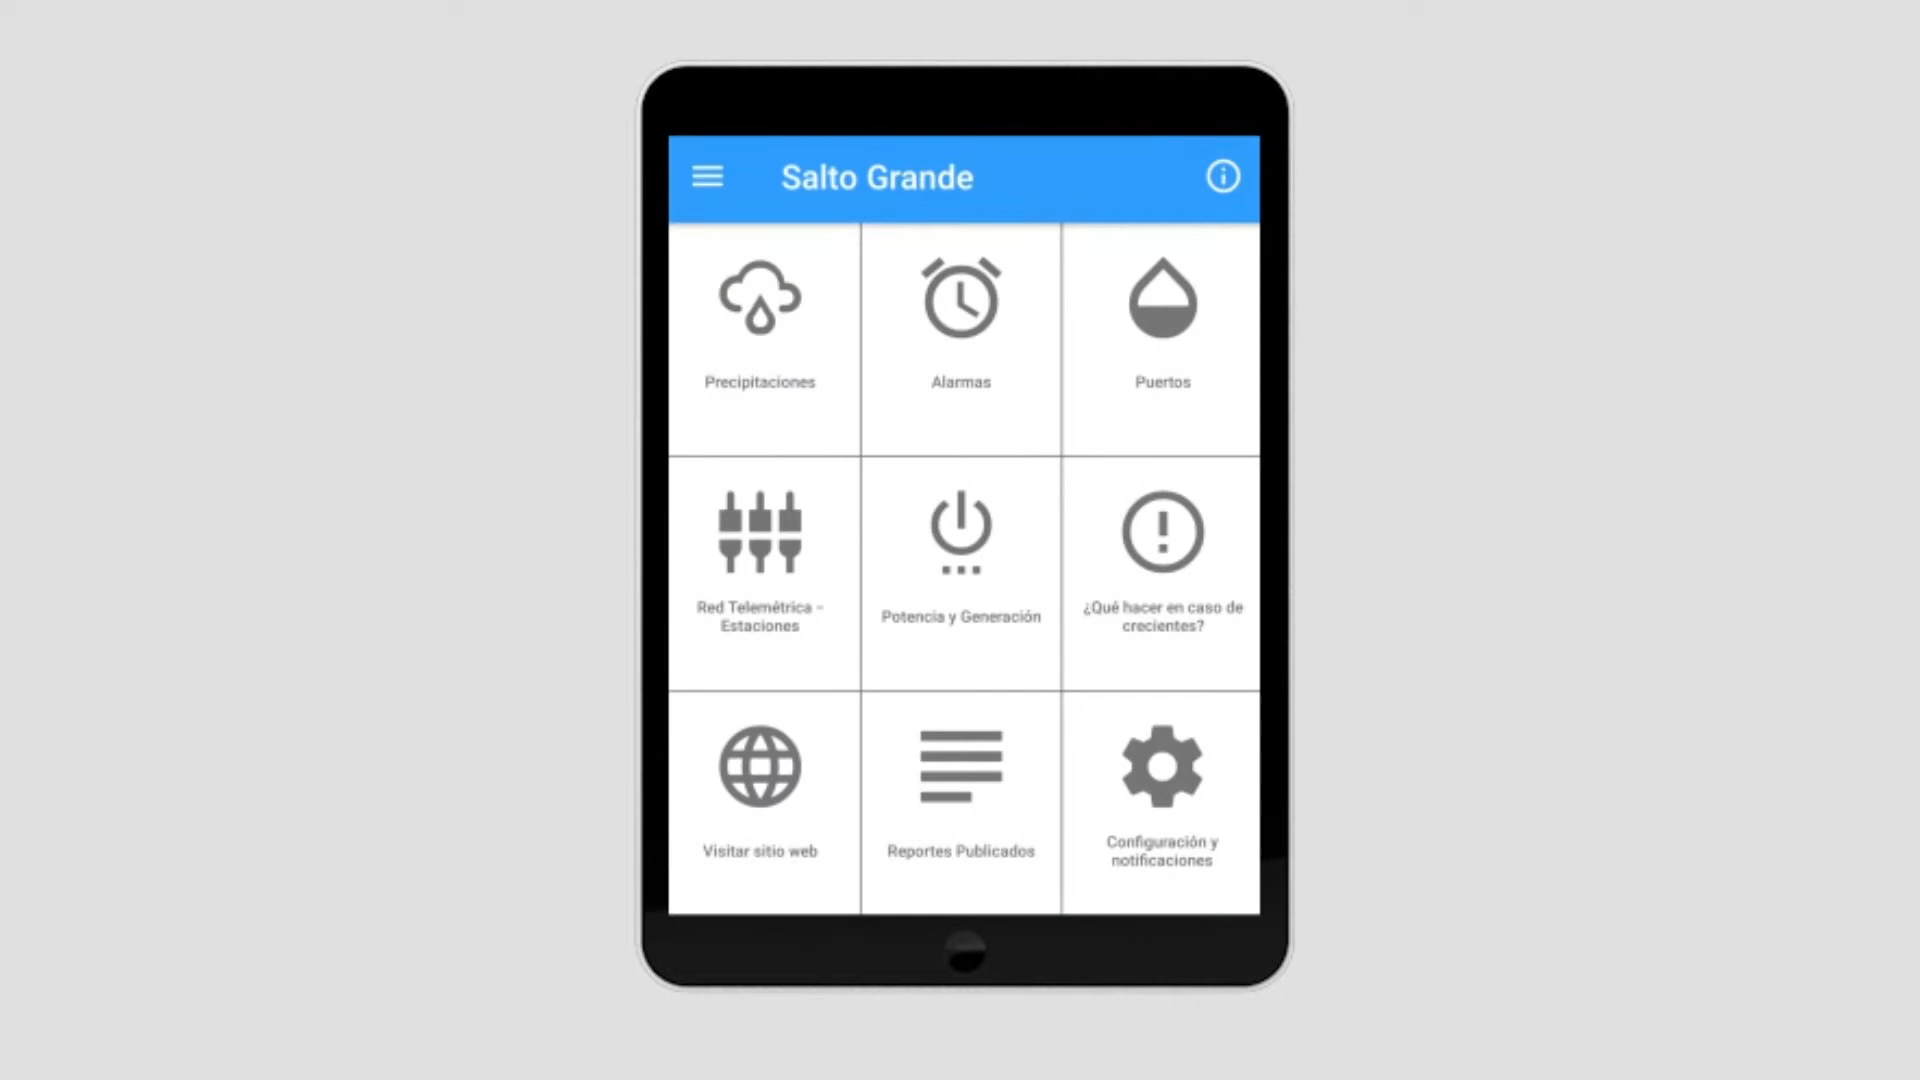 Salto Grande
Precipitaciones
Alarmas
Puertos
Red Telemétrica -
Estaciones
Potencia y Generación
¿Qué hacer en caso de
crecientes?
Visitar sitio web
Reportes Publicados
Configuración y
notificaciones